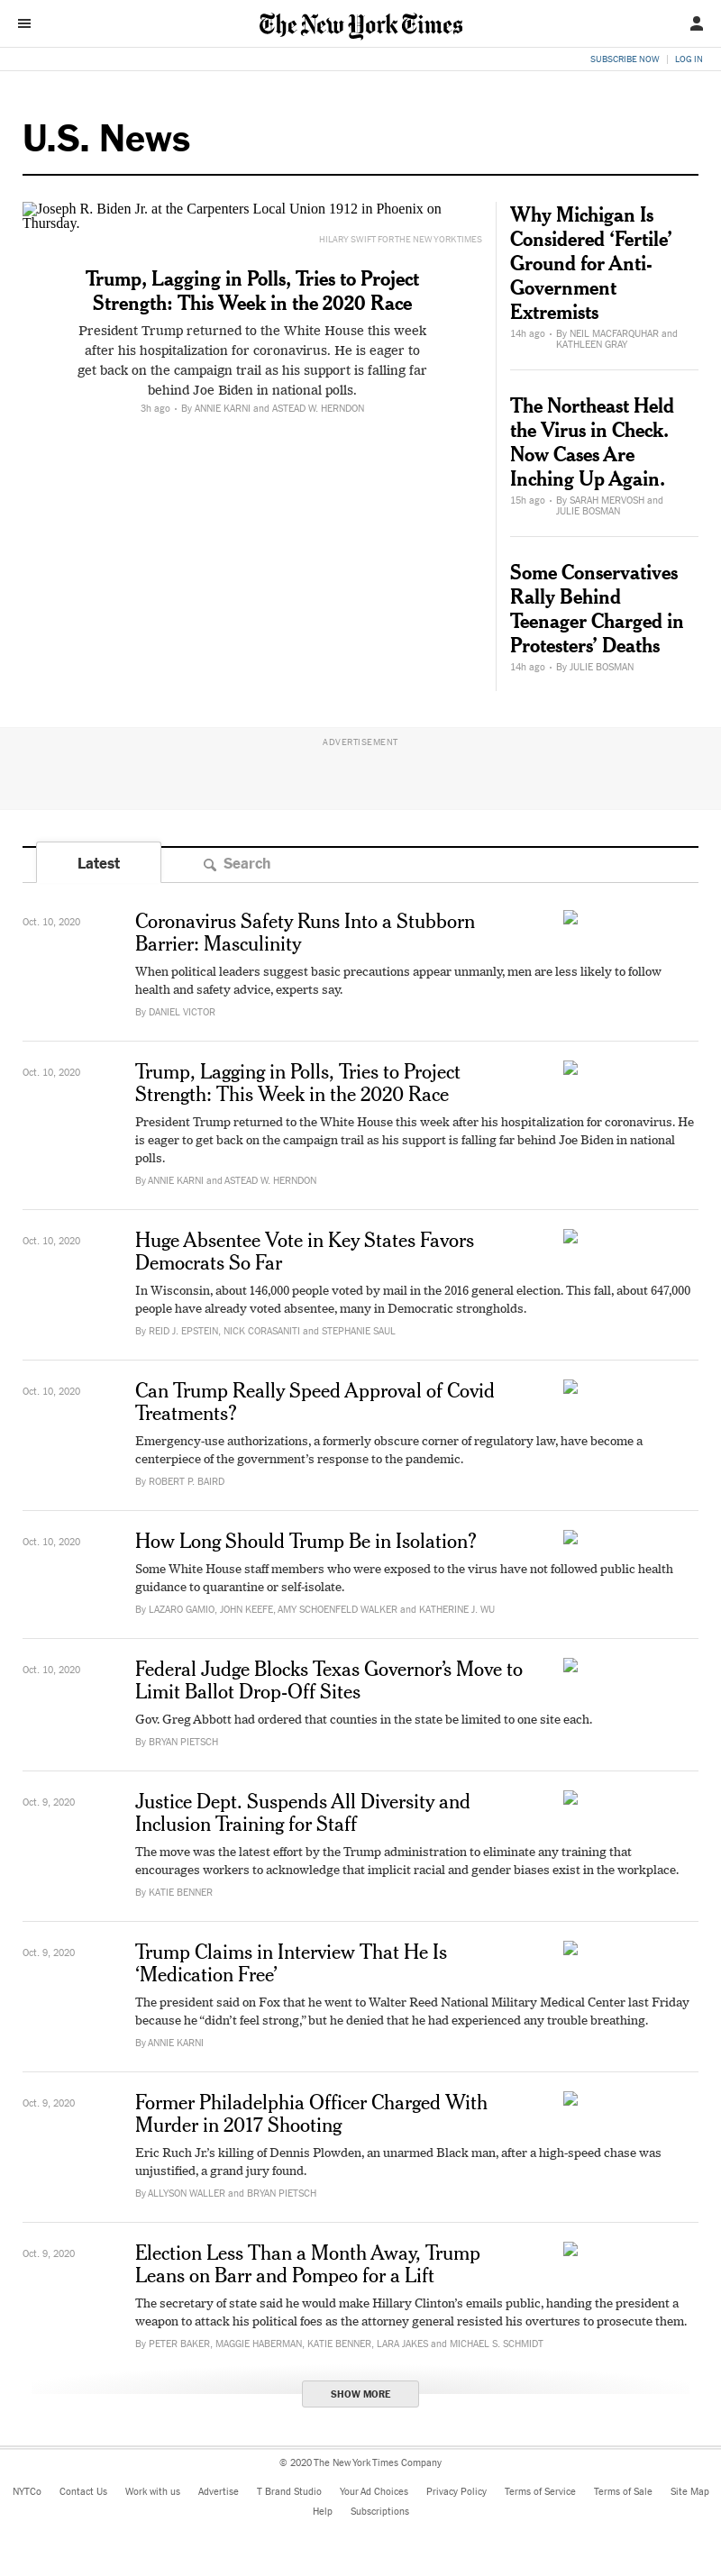 The New York Times
SUBSCRIBE NOW
LOG IN
U.S. News
Joseph R. Biden Jr. at the Carpenters Local Union 1912 in Phoenix on
Thursday.
HILARY SWIFT FOR THE NEW YORK TIMES
Trump, Lagging in Polls, Tries to Project
Strength: This Week in the 2020 Race
President Trump returned to the White House this week
after his hospitalization for coronavirus. He is eager to
get back on the campaign trail as his support is falling far
behind Joe Biden in national polls.
3h ago • By ANNIE KARNI and ASTEAD W. HERNDON
Why Michigan Is
Considered ‘Fertile’
Ground for Anti-
Government
Extremists
14h ago • By NEIL MACFARQUHAR and
KATHLEEN GRAY
The Northeast Held
the Virus in Check.
Now Cases Are
Inching Up Again.
15h ago • By SARAH MERVOSH and
JULIE BOSMAN
Some Conservatives
Rally Behind
Teenager Charged in
Protesters’ Deaths
14h ago • By JULIE BOSMAN
ADVERTISEMENT
Latest
Search
Oct. 10, 2020
Coronavirus Safety Runs Into a Stubborn
Barrier: Masculinity
When political leaders suggest basic precautions appear unmanly, men are less likely to follow
health and safety advice, experts say.
By DANIEL VICTOR
Oct. 10, 2020
Trump, Lagging in Polls, Tries to Project
Strength: This Week in the 2020 Race
President Trump returned to the White House this week after his hospitalization for coronavirus. He
is eager to get back on the campaign trail as his support is falling far behind Joe Biden in national
polls.
By ANNIE KARNI and ASTEAD W. HERNDON
Oct. 10, 2020
Huge Absentee Vote in Key States Favors
Democrats So Far
In Wisconsin, about 146,000 people voted by mail in the 2016 general election. This fall, about 647,000
people have already voted absentee, many in Democratic strongholds.
By REID J. EPSTEIN, NICK CORASANITI and STEPHANIE SAUL
Oct. 10, 2020
Can Trump Really Speed Approval of Covid
Treatments?
Emergency-use authorizations, a formerly obscure corner of regulatory law, have become a
centerpiece of the government’s response to the pandemic.
By ROBERT P. BAIRD
Oct. 10, 2020
How Long Should Trump Be in Isolation?
Some White House staff members who were exposed to the virus have not followed public health
guidance to quarantine or self-isolate.
By LAZARO GAMIO, JOHN KEEFE, AMY SCHOENFELD WALKER and KATHERINE J. WU
Oct. 10, 2020
Federal Judge Blocks Texas Governor’s Move to
Limit Ballot Drop-Off Sites
Gov. Greg Abbott had ordered that counties in the state be limited to one site each.
By BRYAN PIETSCH
Oct. 9, 2020
Justice Dept. Suspends All Diversity and
Inclusion Training for Staff
The move was the latest effort by the Trump administration to eliminate any training that
encourages workers to acknowledge that implicit racial and gender biases exist in the workplace.
By KATIE BENNER
Oct. 9, 2020
Trump Claims in Interview That He Is
‘Medication Free’
The president said on Fox that he went to Walter Reed National Military Medical Center last Friday
because he “didn’t feel strong,” but he denied that he had experienced any trouble breathing.
By ANNIE KARNI
Oct. 9, 2020
Former Philadelphia Officer Charged With
Murder in 2017 Shooting
Eric Ruch Jr.’s killing of Dennis Plowden, an unarmed Black man, after a high-speed chase was
unjustified, a grand jury found.
By ALLYSON WALLER and BRYAN PIETSCH
Oct. 9, 2020
Election Less Than a Month Away, Trump
Leans on Barr and Pompeo for a Lift
The secretary of state said he would make Hillary Clinton’s emails public, handing the president a
weapon to attack his political foes as the attorney general resisted his overtures to prosecute them.
By PETER BAKER, MAGGIE HABERMAN, KATIE BENNER, LARA JAKES and MICHAEL S. SCHMIDT
SHOW MORE
© 2020 The New York Times Company
NYTCo Contact Us Work with us Advertise T Brand Studio Your Ad Choices Privacy Policy Terms of Service Terms of Sale Site Map
Help Subscriptions